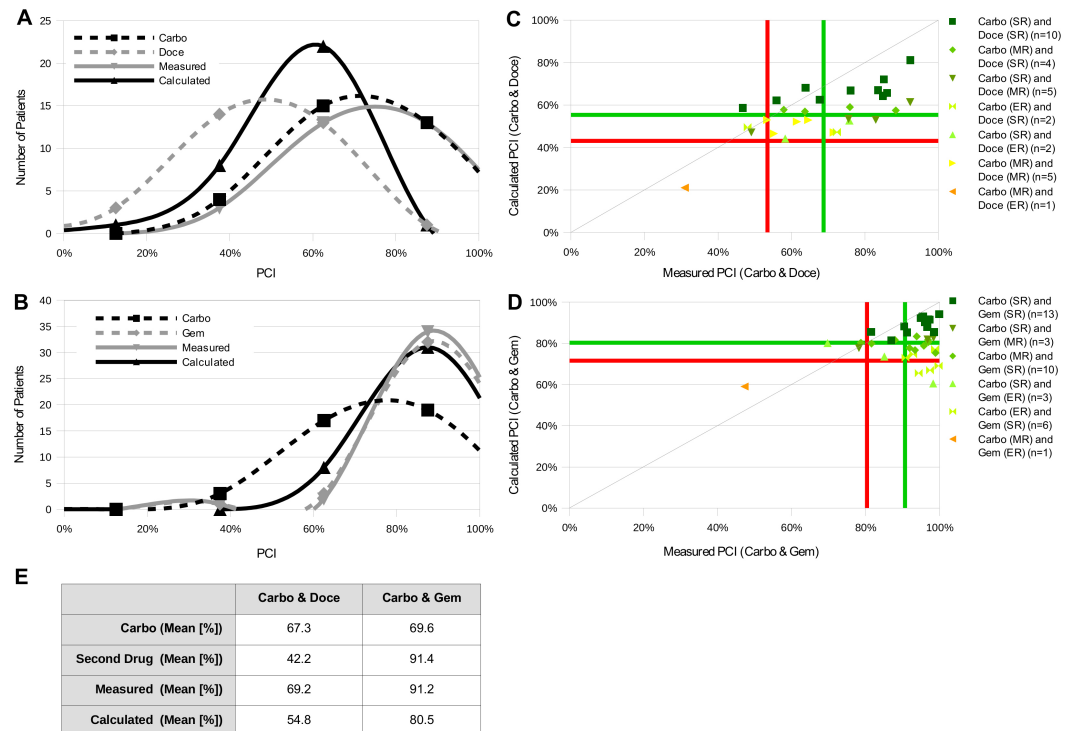 A
25
20
15
10
5
0
Number of Patients
Carbo
Doce
Measured
Calculated
0%
20%
40%
60%
80%
100%
PCI
B
40
35
30
25
20
15
10
5
0
Number of Patients
Carbo
Gem
Measured
Calculated
0%
20%
40%
60%
80%
100%
PCI
C
100%
80%
60%
40%
20%
0%
Calculated PCI (Carbo & Doce)
0%
20%
40%
60%
80%
100%
Measured PCI (Carbo & Doce)
Carbo (SR) and
Doce (SR) (n=10)
Carbo (MR) and
Doce (SR) (n=4)
Carbo (SR) and
Doce (MR) (n=5)
Carbo (ER) and
Doce (SR) (n=2)
Carbo (SR) and
Doce (ER) (n=2)
Carbo (MR) and
Doce (MR) (n=5)
Carbo (MR) and
Doce (ER) (n=1)
D
100%
80%
60%
40%
20%
0%
Calculated PCI (Carbo & Gem)
0%
20%
40%
60%
80%
100%
Measured PCI (Carbo & Gem)
Carbo (SR) and
Gem (SR) (n=13)
Carbo (SR) and
Gem (MR) (n=3)
Carbo (MR) and
Gem (SR) (n=10)
Carbo (SR) and
Gem (ER) (n=3)
Carbo (ER) and
Gem (SR) (n=6)
Carbo (MR) and
Gem (ER) (n=1)
E
Carbo & Doce Carbo & Gem
Carbo (Mean [%]) 67.3 69.6
Second Drug (Mean [%]) 42.2 91.4
Measured (Mean [%]) 69.2 91.2
Calculated (Mean [%]) 54.8 80.5